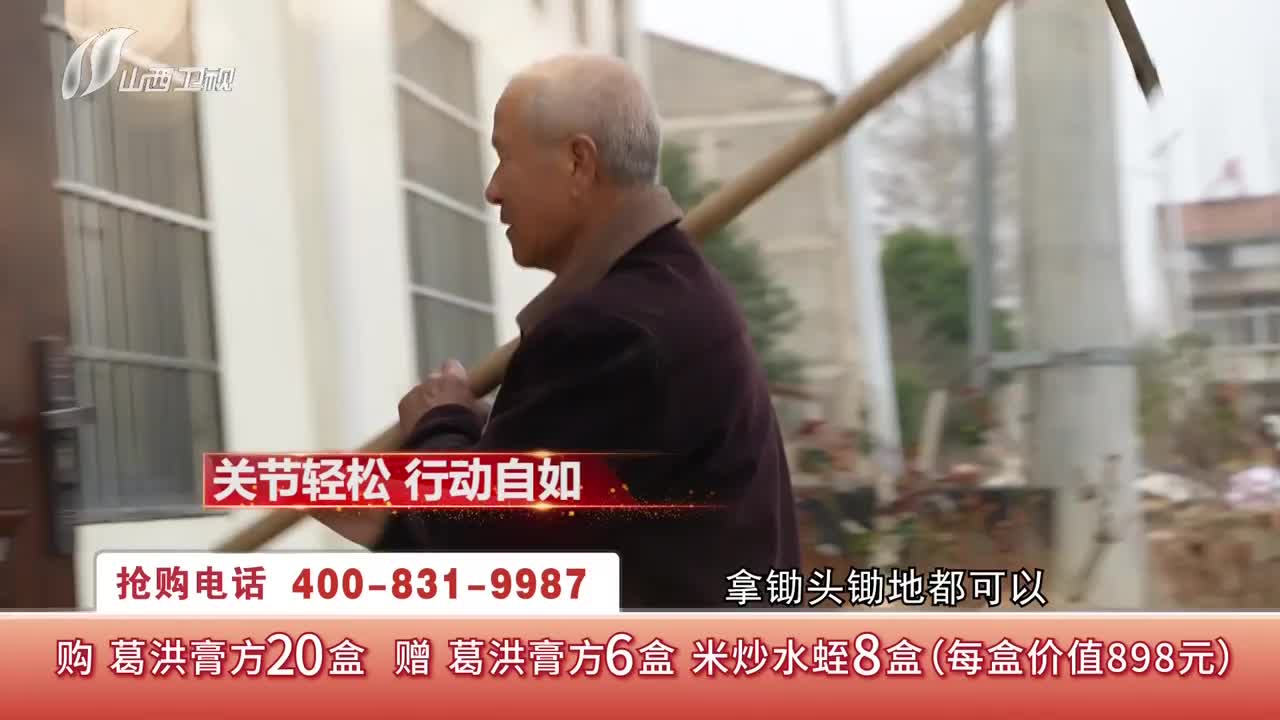 山西卫视
关节轻松 行动自如
抢购电话 400-831-9987
拿锄头锄地都可以
购 葛洪膏方20盒 赠 葛洪膏方6盒 米炒水蛭8盒(每盒价值898元)